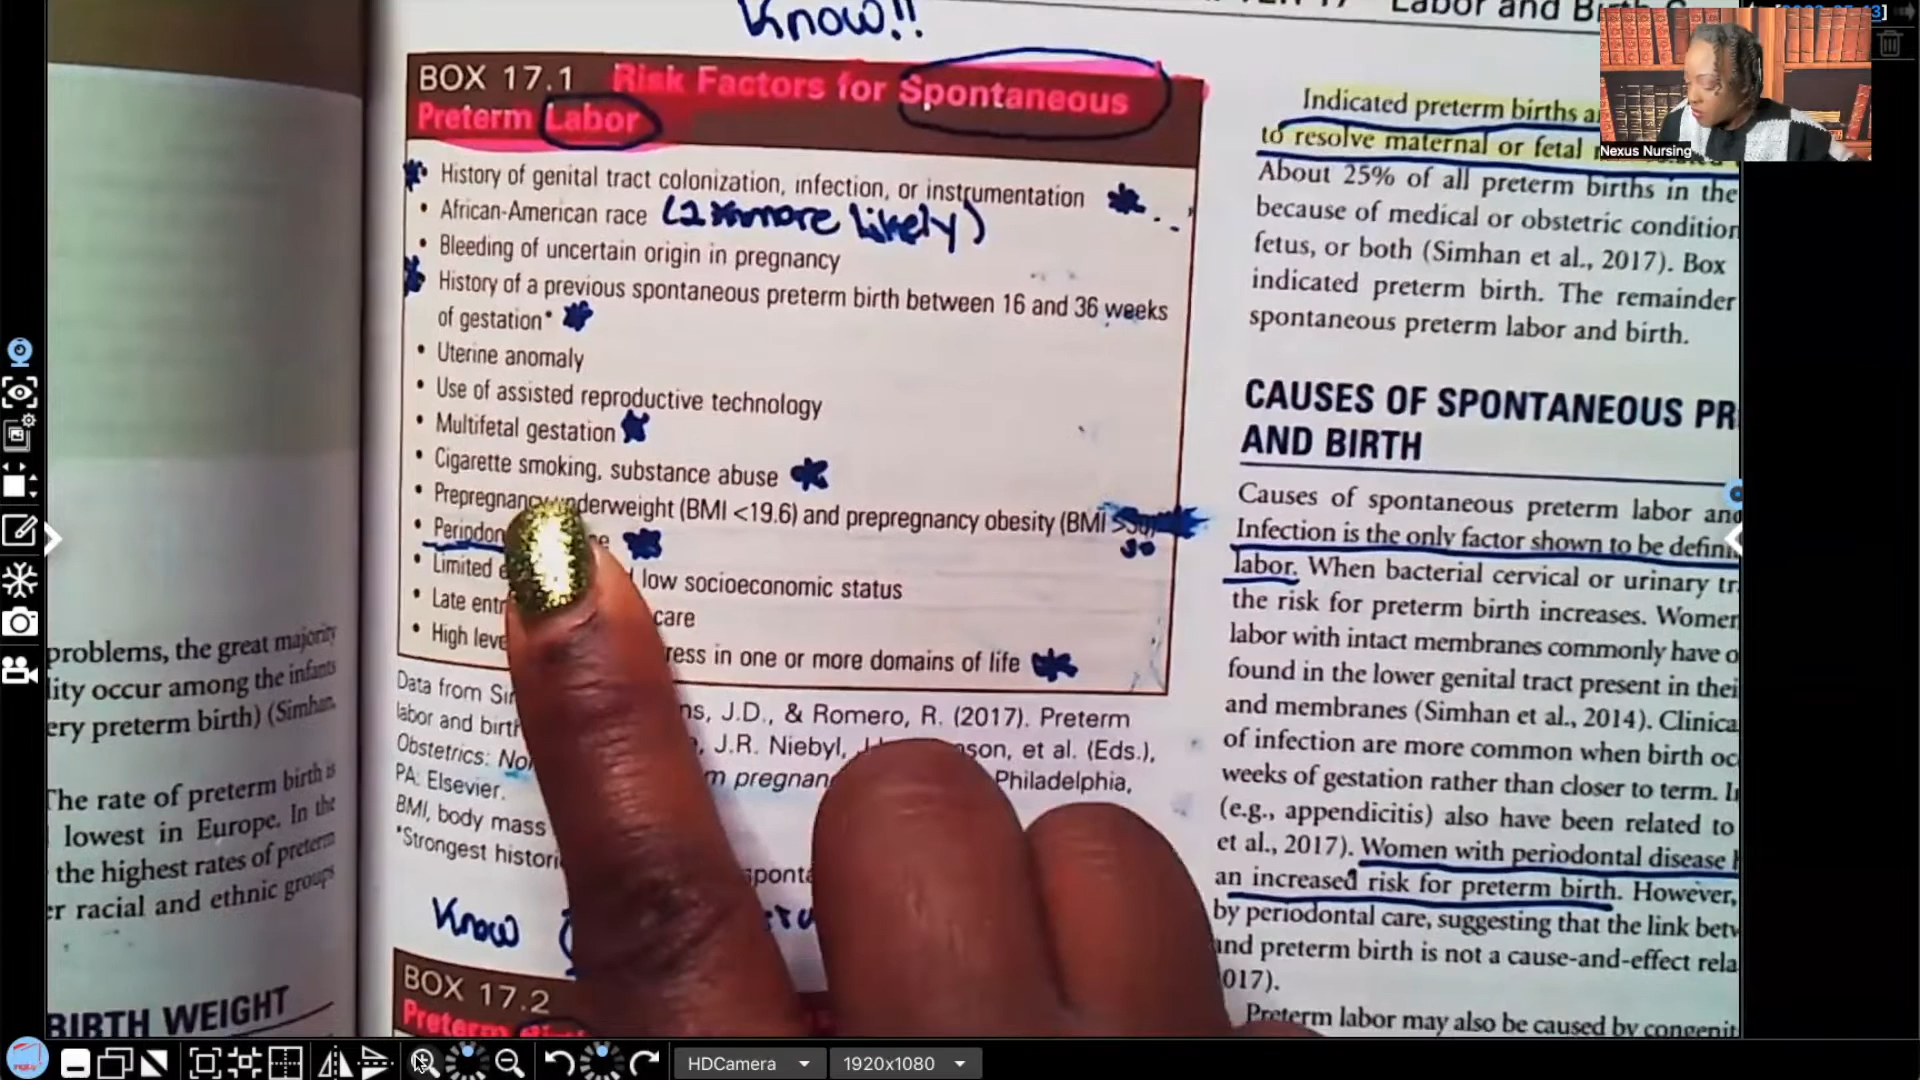 Know!!
Labor and Birth
BOX 17.1 Risk Factors for Spontaneous
Preterm Labor
• History of genital tract colonization, infection, or instrumentation
• African-American race (2x more likely)
• Bleeding of uncertain origin in pregnancy
• History of a previous spontaneous preterm birth between 16 and 36 weeks
of gestation*
• Uterine anomaly
• Use of assisted reproductive technology
• Multifetal gestation
• Cigarette smoking, substance abuse
• Prepregnancy underweight (BMI <19.6) and prepregnancy obesity (BMI
30
• Periodon
• Limited low socioeconomic status
• Late entr care
• High leve ress in one or more domains of life
Data from Sim ns, J.D., & Romero, R. (2017). Preterm
labor and birth J.R. Niebyl, son, et al. (Eds.),
Obstetrics: Nor m pregnan Philadelphia,
PA: Elsevier.
BMI, body mass
*Strongest histori sponta
Know
BOX 17.2
Preterm
problems, the great majority
lity occur among the infants
ery preterm birth) (Simhan,
The rate of preterm birth is
lowest in Europe. In the
the highest rates of preterm
er racial and ethnic groups
BIRTH WEIGHT
Indicated preterm births a
to resolve maternal or fetal
About 25% of all preterm births in the
because of medical or obstetric condition
fetus, or both (Simhan et al., 2017). Box
indicated preterm birth. The remainder
spontaneous preterm labor and birth.
CAUSES OF SPONTANEOUS PR
AND BIRTH
Causes of spontaneous preterm labor and
Infection is the only factor shown to be defini
labor. When bacterial cervical or urinary tr
the risk for preterm birth increases. Women
labor with intact membranes commonly have o
found in the lower genital tract present in thei
and membranes (Simhan et al., 2014). Clinica
of infection are more common when birth oc
weeks of gestation rather than closer to term. I
(e.g., appendicitis) also have been related to
et al., 2017). Women with periodontal disease h
an increased risk for preterm birth. However,
by periodontal care, suggesting that the link betw
and preterm birth is not a cause-and-effect rela
017).
Preterm labor may also be caused by congenit
Nexus Nursing
HDCamera
1920x1080